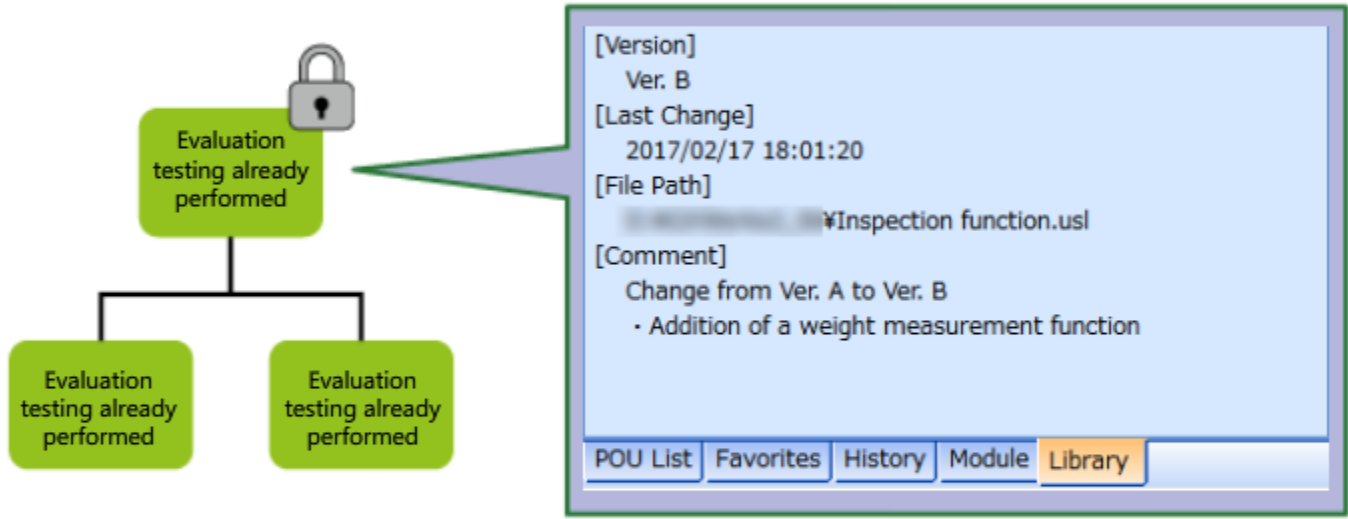 Evaluation
testing already
performed
Evaluation
testing already
performed
Evaluation
testing already
performed
[Version]
Ver. B
[Last Change]
2017/02/17 18:01:20
[File Path]
¥Inspection function.usl
[Comment]
Change from Ver. A to Ver. B
・Addition of a weight measurement function
POU List Favorites History Module Library